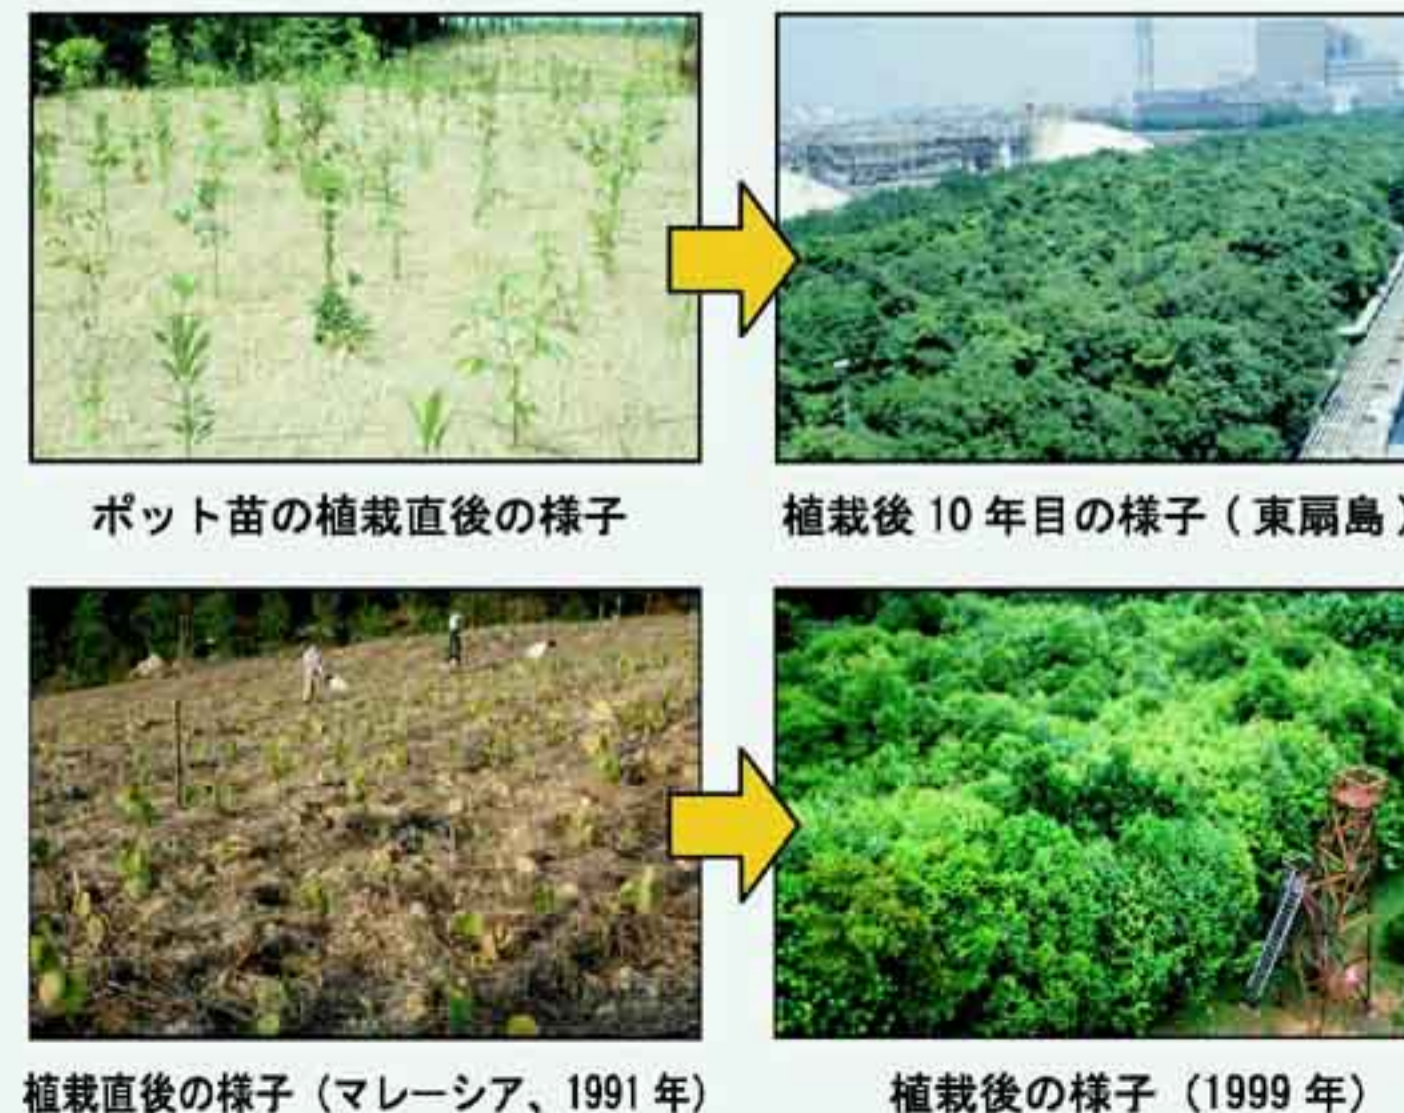 ポット苗の植栽直後の様子
植栽後 10 年目の様子 ( 東扇島 )
植栽直後の様子 (マレーシア、1991 年)
植栽後の様子 (1999 年)